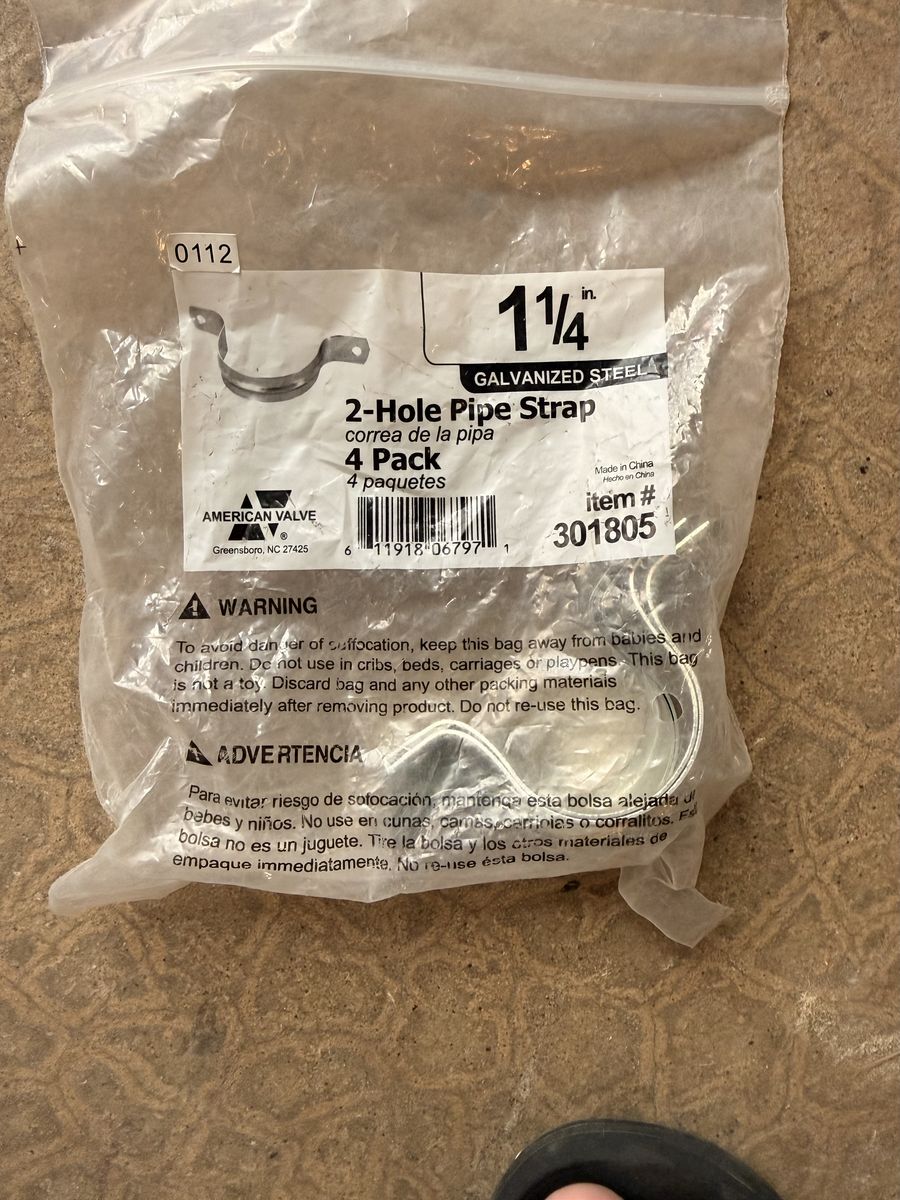 0112
1 1/4 in.
GALVANIZED STEEL
2-Hole Pipe Strap
correa de la pipa
4 Pack
4 paquetes
Made in China
Hecho en China
item #
301805
AMERICAN VALVE
®
Greensboro, NC 27425
6 11918 06797 1
WARNING
To avoid danger of suffocation, keep this bag away from babies and
children. Do not use in cribs, beds, carriages or playpens. This bag
is not a toy. Discard bag and any other packing materials
immediately after removing product. Do not re-use this bag.
ADVERTENCIA
Para evitar riesgo de sofocación, mantenga esta bolsa alejada de
bebes y niños. No use en cunas, camas, carriolas o corralitos. Esta
bolsa no es un juguete. Tire la bolsa y los otros materiales de
empaque immediatamente. No re-use ésta bolsa.